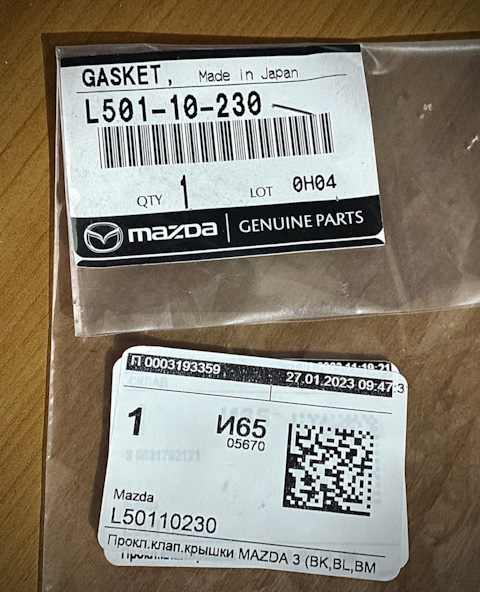 GASKET, Made in Japan
L501-10-230
QTY 1 LOT 0H04
mazda GENUINE PARTS
П 0003193359
27.01.2023 09:47:3
1 И65
05670
Mazda
L50110230
Прокл.клап.крышки MAZDA 3 (BK,BL,BM